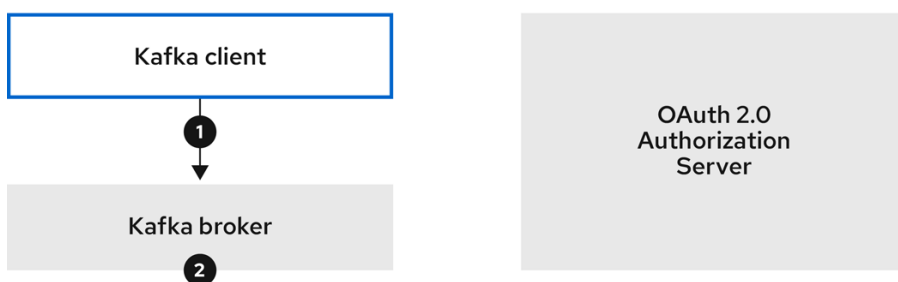 Kafka client
1
Kafka broker
2
OAuth 2.0
Authorization
Server